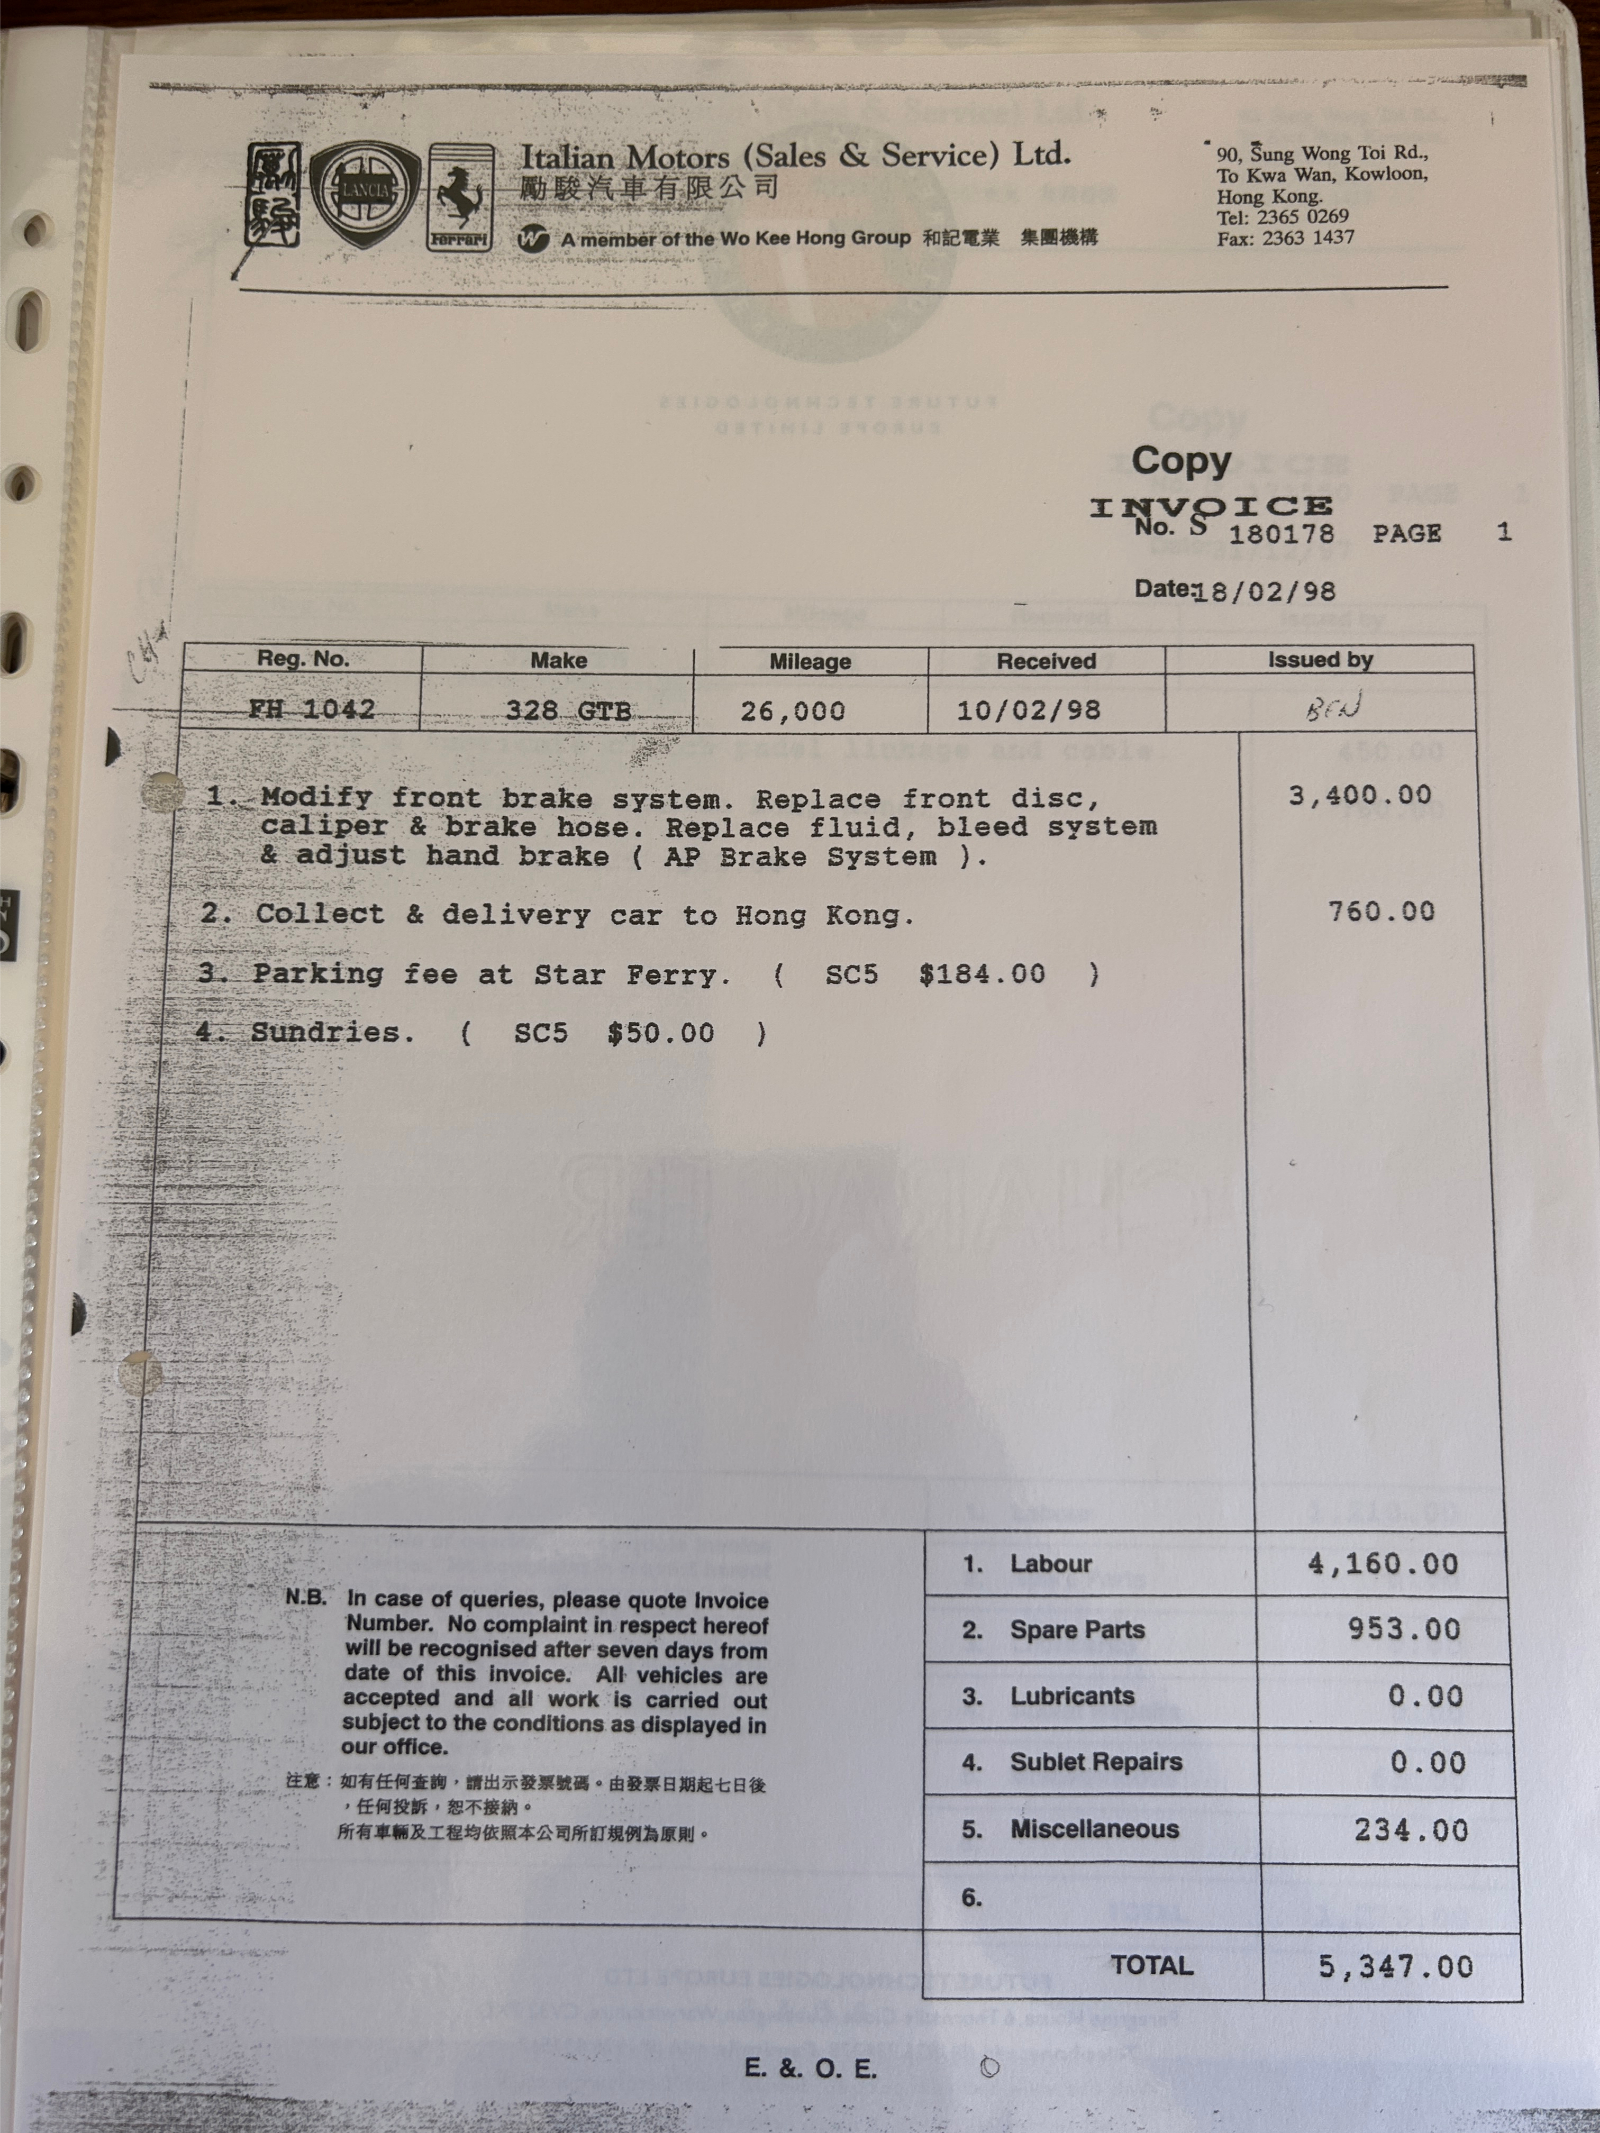 Italian Motors (Sales & Service) Ltd.
勵駿汽車有限公司
A member of the Wo Kee Hong Group 和記電業 集團機構
勵駿
LANCIA
Ferrari
90, Sung Wong Toi Rd.,
To Kwa Wan, Kowloon,
Hong Kong.
Tel: 2365 0269
Fax: 2363 1437
FUTURE TECHNOLOGIES
EUROPE LIMITED
Copy
INVOICE
No. S 180178 PAGE 1
Date: 18/02/98
Reg. No. Make Mileage Received Issued by
FH 1042 328 GTB 26,000 10/02/98 BEN
1. Modify front brake system. Replace front disc, 3,400.00
caliper & brake hose. Replace fluid, bleed system
& adjust hand brake ( AP Brake System ).
2. Collect & delivery car to Hong Kong. 760.00
3. Parking fee at Star Ferry. ( SC5 $184.00 )
4. Sundries. ( SC5 $50.00 )
N.B. In case of queries, please quote Invoice
Number. No complaint in respect hereof
will be recognised after seven days from
date of this invoice. All vehicles are
accepted and all work is carried out
subject to the conditions as displayed in
our office.
注意：如有任何查詢，請出示發票號碼。由發票日期起七日後
，任何投訴，恕不接納。
所有車輛及工程均依照本公司所訂規例為原則。
1. Labour 4,160.00
2. Spare Parts 953.00
3. Lubricants 0.00
4. Sublet Repairs 0.00
5. Miscellaneous 234.00
6.
TOTAL 5,347.00
E. &. O. E.